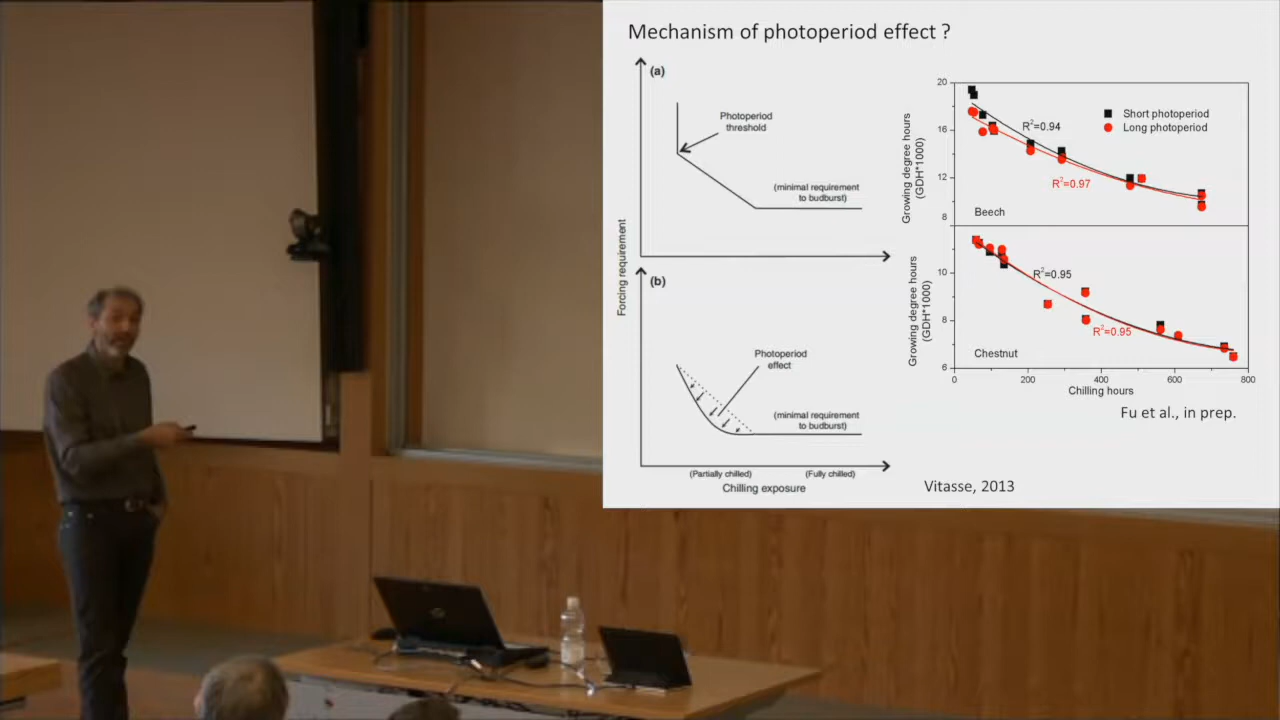 Mechanism of photoperiod effect ?
(a)
Photoperiod
threshold
(minimal requirement
to budburst)
Forcing requirement
(b)
Photoperiod
effect
(minimal requirement
to budburst)
(Partially chilled)
(Fully chilled)
Chilling exposure
Vitasse, 2013
Growing degree hours
(GDH*1000)
20
16
12
8
Short photoperiod
Long photoperiod
R²=0.94
R²=0.97
Beech
Growing degree hours
(GDH*1000)
10
8
6
R²=0.95
R²=0.95
Chestnut
0
200
400
600
800
Chilling hours
Fu et al., in prep.